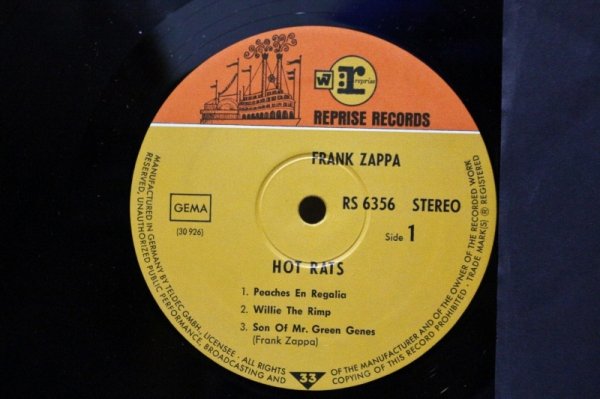 W
r
reprise
REPRISE RECORDS
FRANK ZAPPA
GEMA
(30 926)
RS 6356 STEREO
Side 1
HOT RATS
1. Peaches En Regalia
2. Willie The Rimp
3. Son Of Mr. Green Genes
(Frank Zappa)
33
MANUFACTURED IN GERMANY BY TELDEC GMBH., LICENSEE · ALL RIGHTS
RESERVED, UNAUTHORIZED PUBLIC PERFORMANCE, BROADCASTING AND
COPYING OF THIS RECORD PROHIBITED · TRADE MARK(S) ® REGISTERED
OF THE MANUFACTURER AND OF THE OWNER OF THE RECORDED WORK